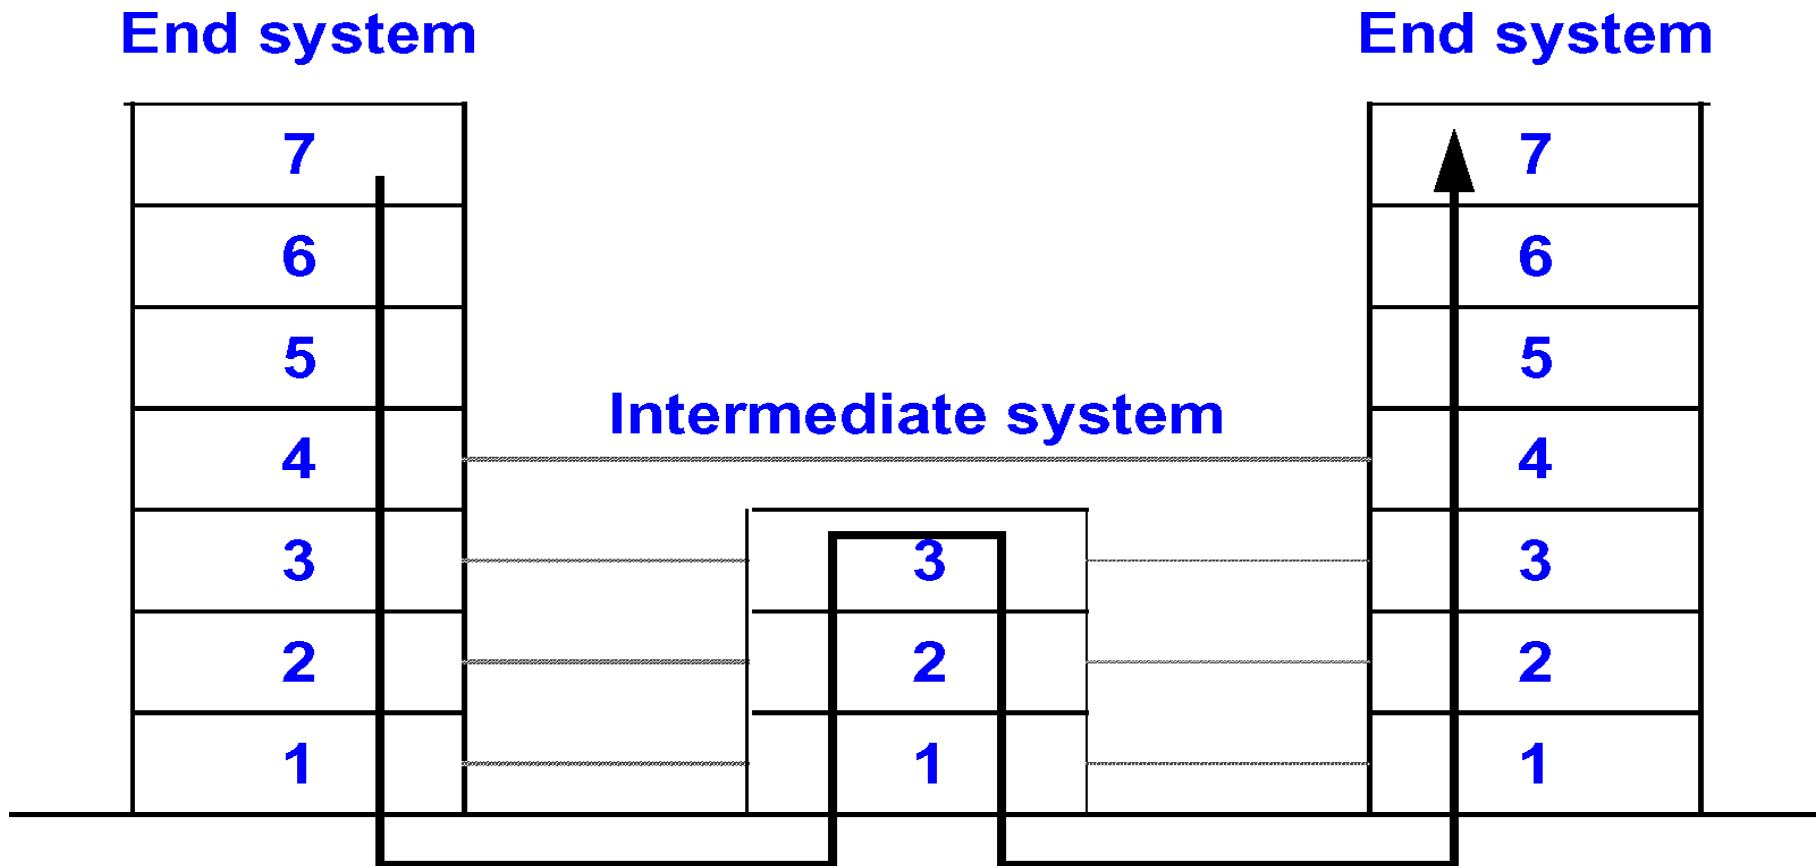 End system End system
7 7
6 6
5 5
Intermediate system
4 4
3 3 3
2 2 2
1 1 1